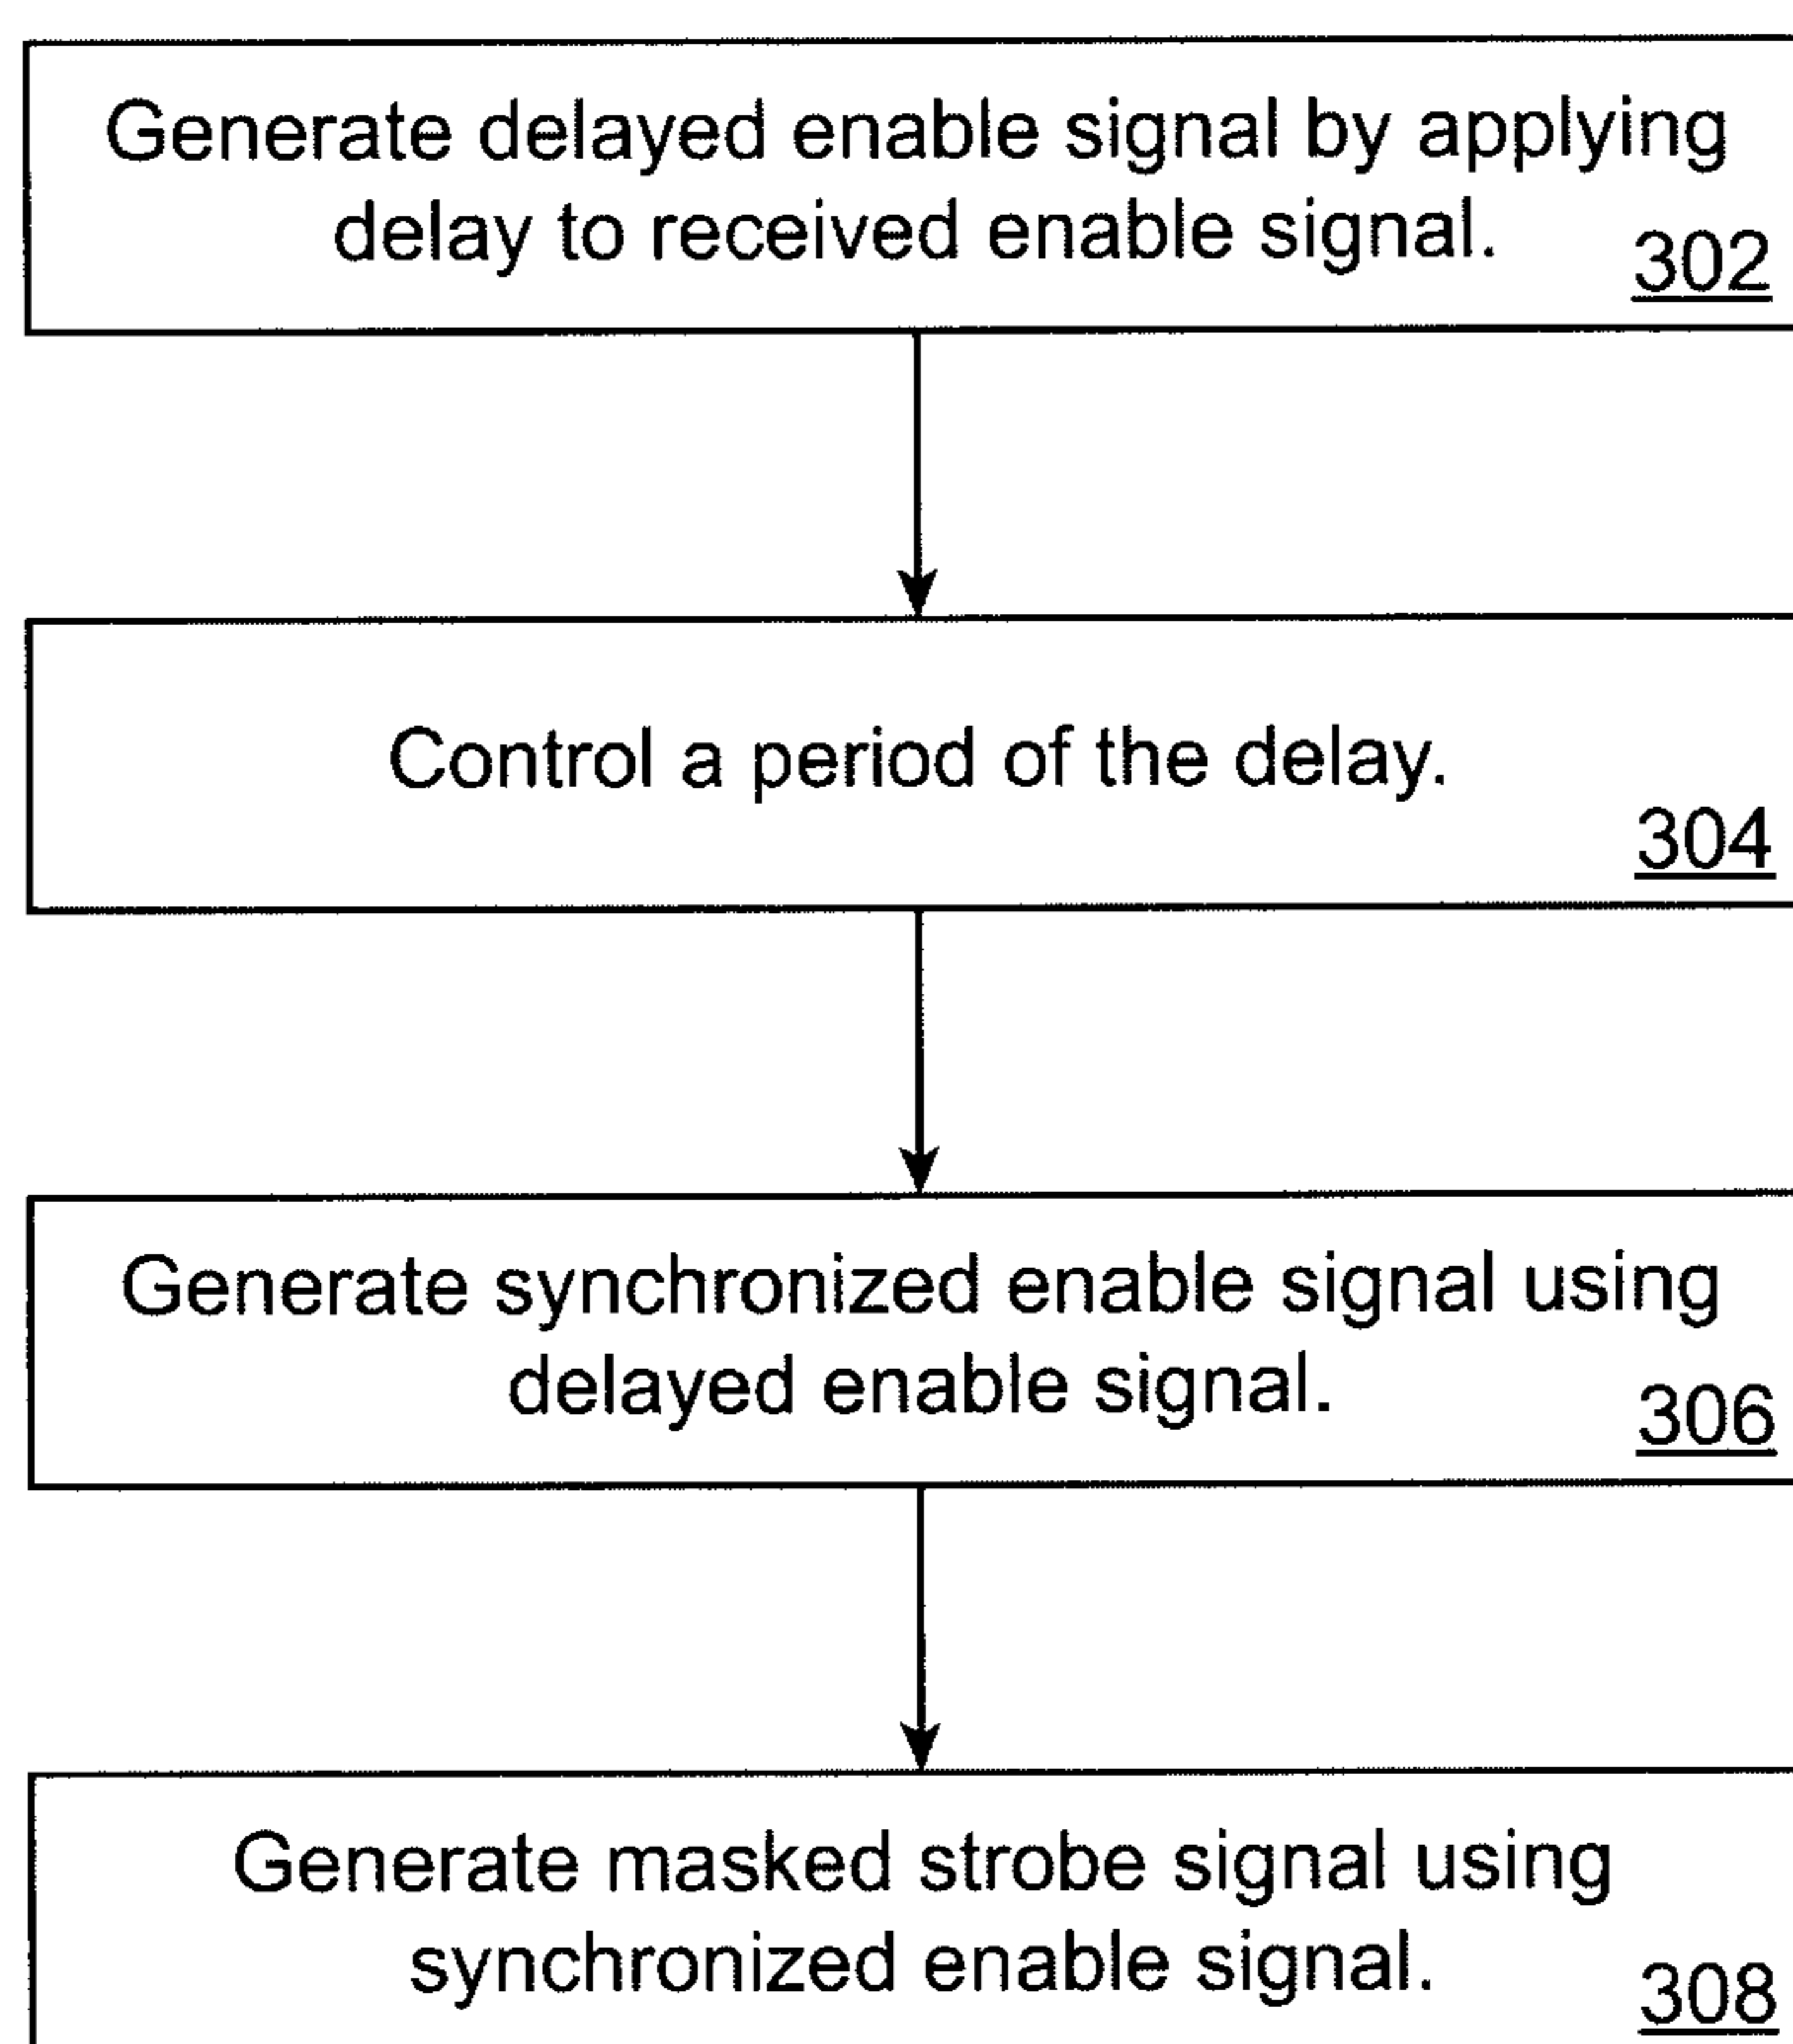 Generate delayed enable signal by applying
delay to received enable signal.
302
Control a period of the delay.
304
Generate synchronized enable signal using
delayed enable signal.
306
Generate masked strobe signal using
synchronized enable signal.
308